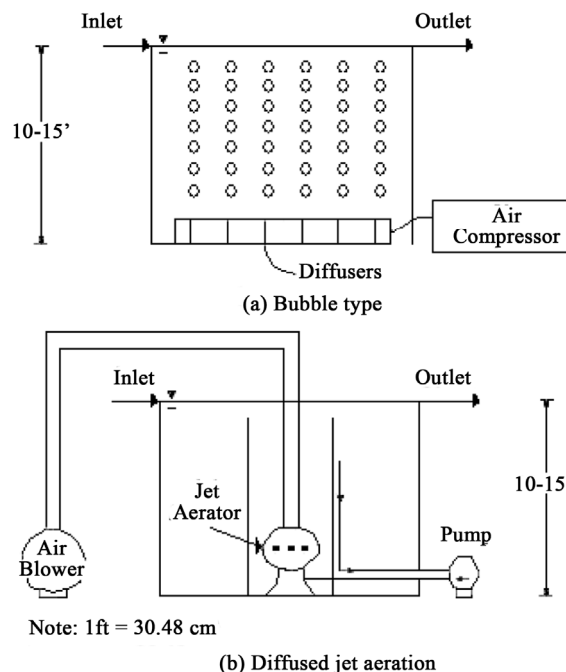 Inlet
Outlet
10-15'
Air
Compressor
Diffusers
(a) Bubble type
Inlet
Outlet
Jet
Aerator
10-15
Air
Blower
Pump
Note: 1ft = 30.48 cm
(b) Diffused jet aeration